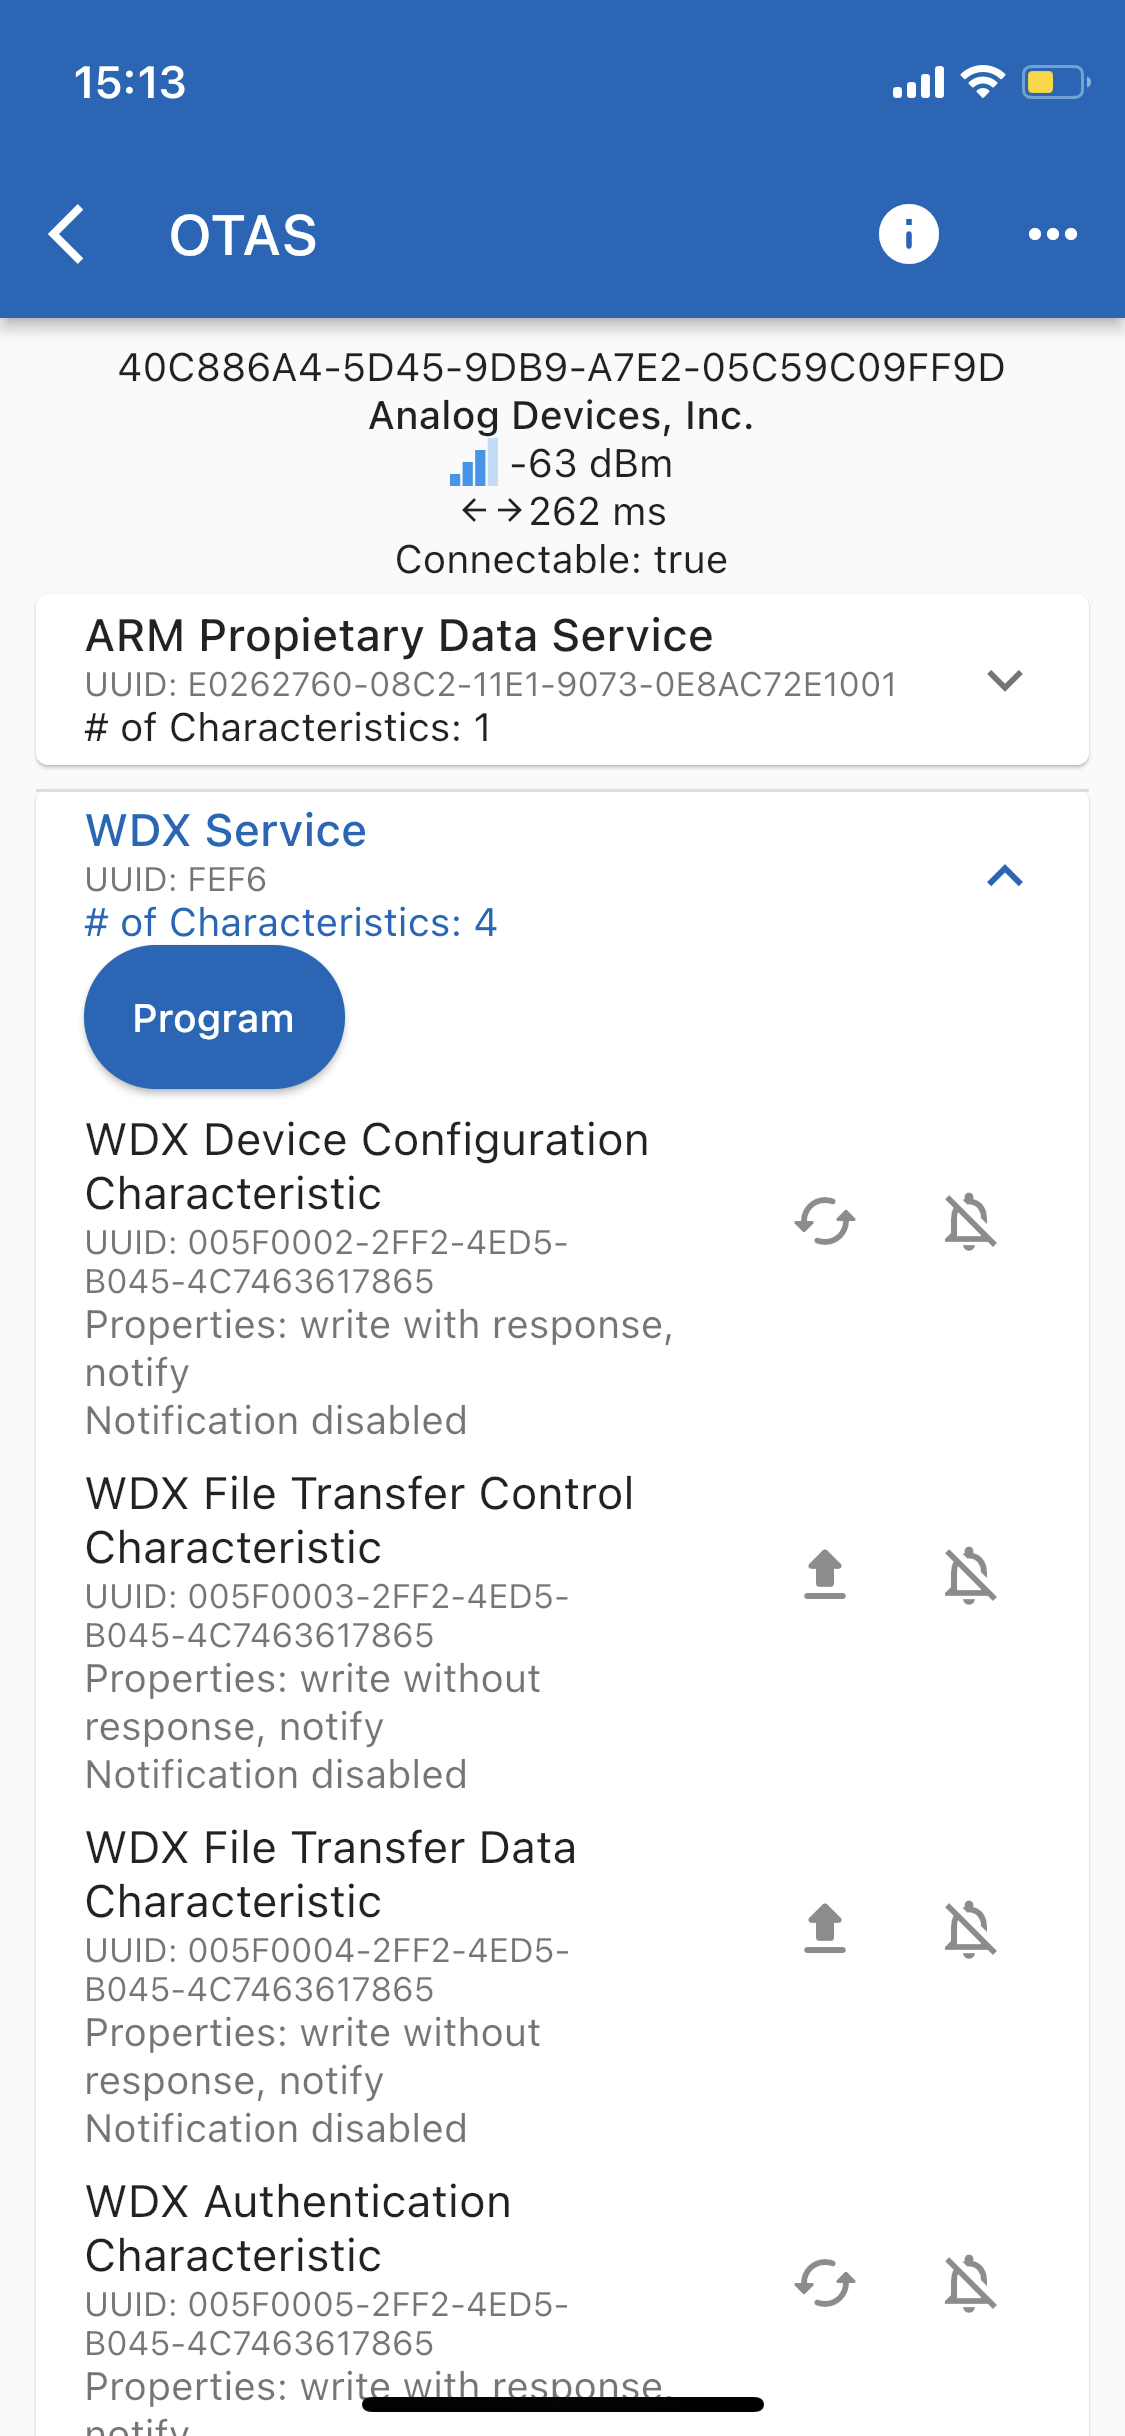 15:13
OTAS
40C886A4-5D45-9DB9-A7E2-05C59C09FF9D
Analog Devices, Inc.
-63 dBm
←→262 ms
Connectable: true
ARM Propietary Data Service
UUID: E0262760-08C2-11E1-9073-0E8AC72E1001
# of Characteristics: 1
WDX Service
UUID: FEF6
# of Characteristics: 4
Program
WDX Device Configuration
Characteristic
UUID: 005F0002-2FF2-4ED5-
B045-4C7463617865
Properties: write with response,
notify
Notification disabled
WDX File Transfer Control
Characteristic
UUID: 005F0003-2FF2-4ED5-
B045-4C7463617865
Properties: write without
response, notify
Notification disabled
WDX File Transfer Data
Characteristic
UUID: 005F0004-2FF2-4ED5-
B045-4C7463617865
Properties: write without
response, notify
Notification disabled
WDX Authentication
Characteristic
UUID: 005F0005-2FF2-4ED5-
B045-4C7463617865
Properties: write with response,
notify